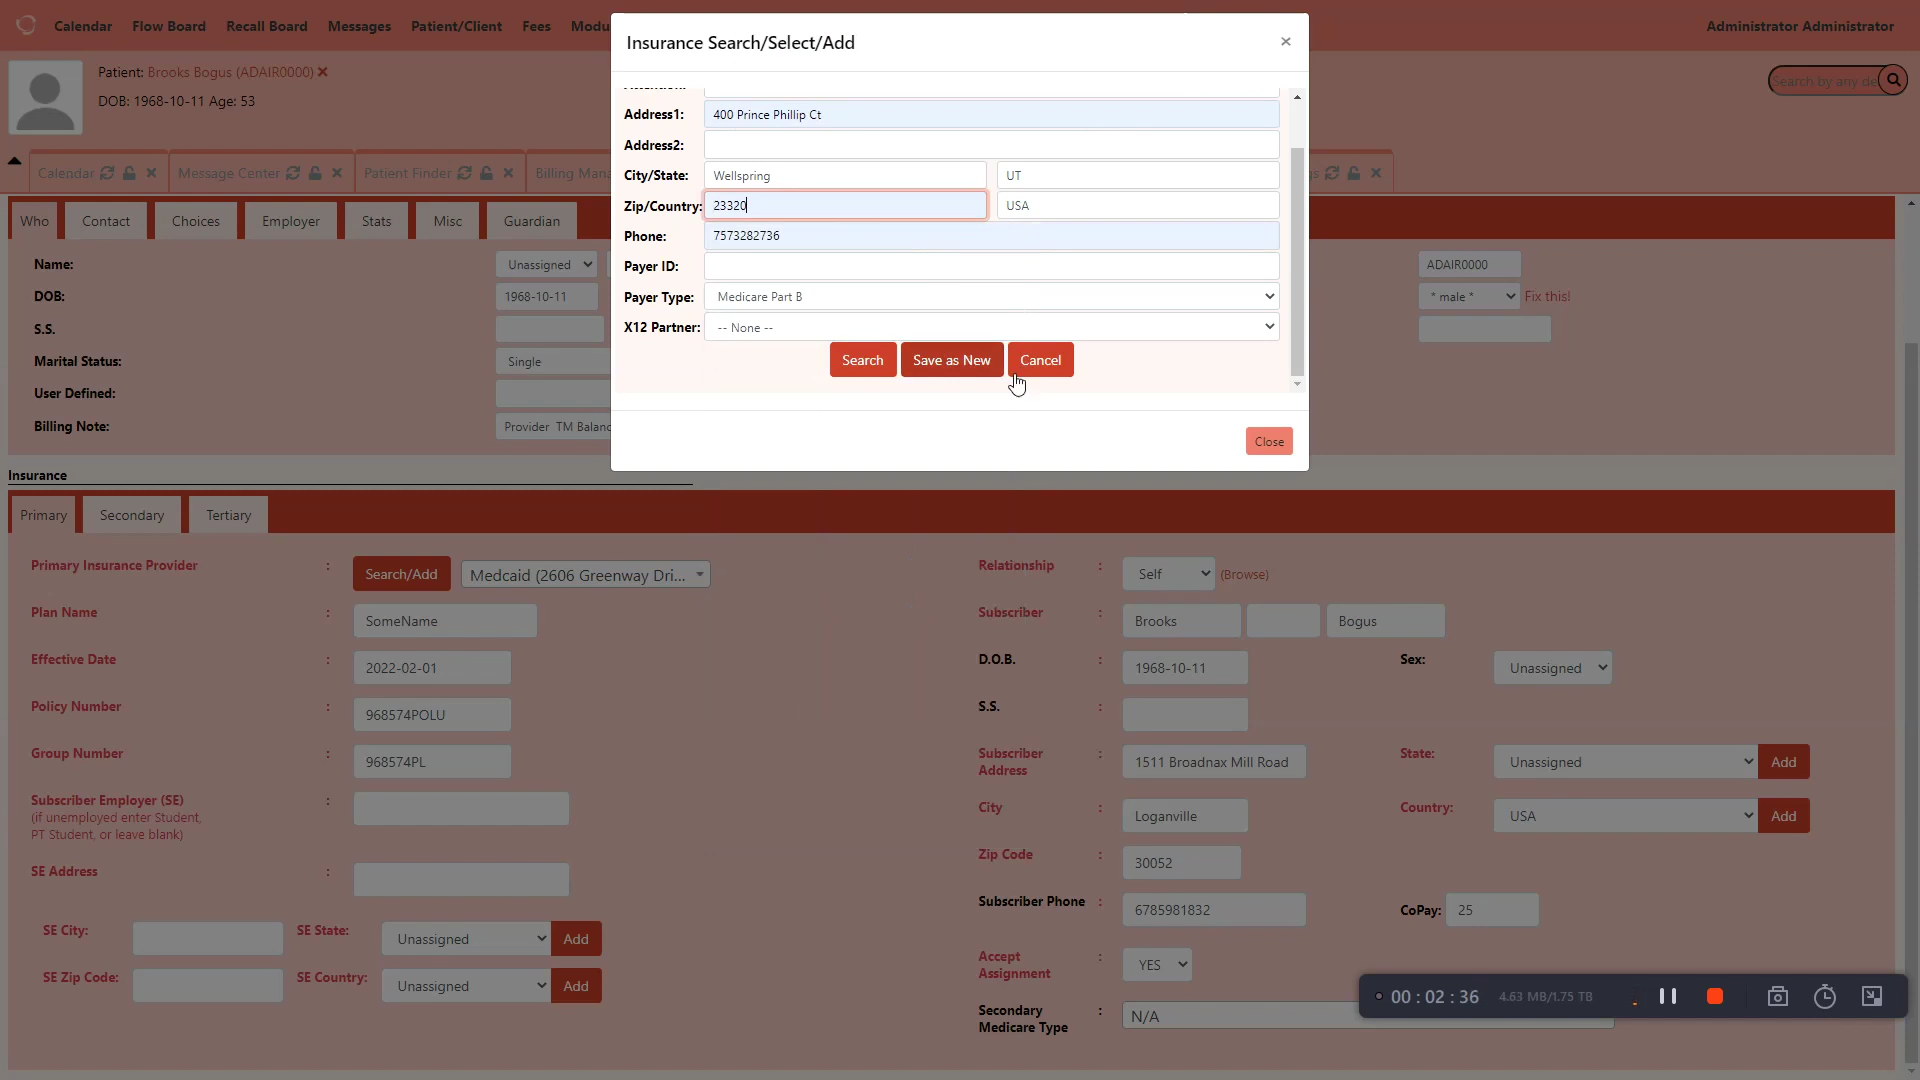 Calendar Flow Board Recall Board Messages Patient/Client Fees Modu
Administrator Administrator
Patient: Brooks Bogus (ADAIR0000)
DOB: 1968-10-11 Age: 53
Search by any de
Calendar
Message Center
Patient Finder
Billing Mana
Who
Contact
Choices
Employer
Stats
Misc
Guardian
Name:
Unassigned
ADAIR0000
DOB:
1968-10-11
* male *
Fix this!
S.S.
Marital Status:
Single
User Defined:
Billing Note:
Provider TM Balanc
Insurance Search/Select/Add
×
Address1:
400 Prince Phillip Ct
Address2:
City/State:
Wellspring
UT
Zip/Country:
23320
USA
Phone:
7573282736
Payer ID:
Payer Type:
Medicare Part B
X12 Partner:
-- None --
Search
Save as New
Cancel
Close
Insurance
Primary
Secondary
Tertiary
Primary Insurance Provider
:
Search/Add
Medcaid (2606 Greenway Dri...
Plan Name
:
SomeName
Effective Date
:
2022-02-01
Policy Number
:
968574POLU
Group Number
:
968574PL
Subscriber Employer (SE)
:
(if unemployed enter Student,
PT Student, or leave blank)
SE Address
:
SE City:
SE State:
Unassigned
Add
SE Zip Code:
SE Country:
Unassigned
Add
Relationship
:
Self
(Browse)
Subscriber
:
Brooks
Bogus
D.O.B.
:
1968-10-11
Sex:
Unassigned
S.S.
:
Subscriber
Address
:
1511 Broadnax Mill Road
State:
Unassigned
Add
City
:
Loganville
Country:
USA
Add
Zip Code
:
30052
Subscriber Phone
:
6785981832
CoPay:
25
Accept
Assignment
:
YES
Secondary
Medicare Type
:
N/A
00 : 02 : 36
4.63 MB/1.75 TB